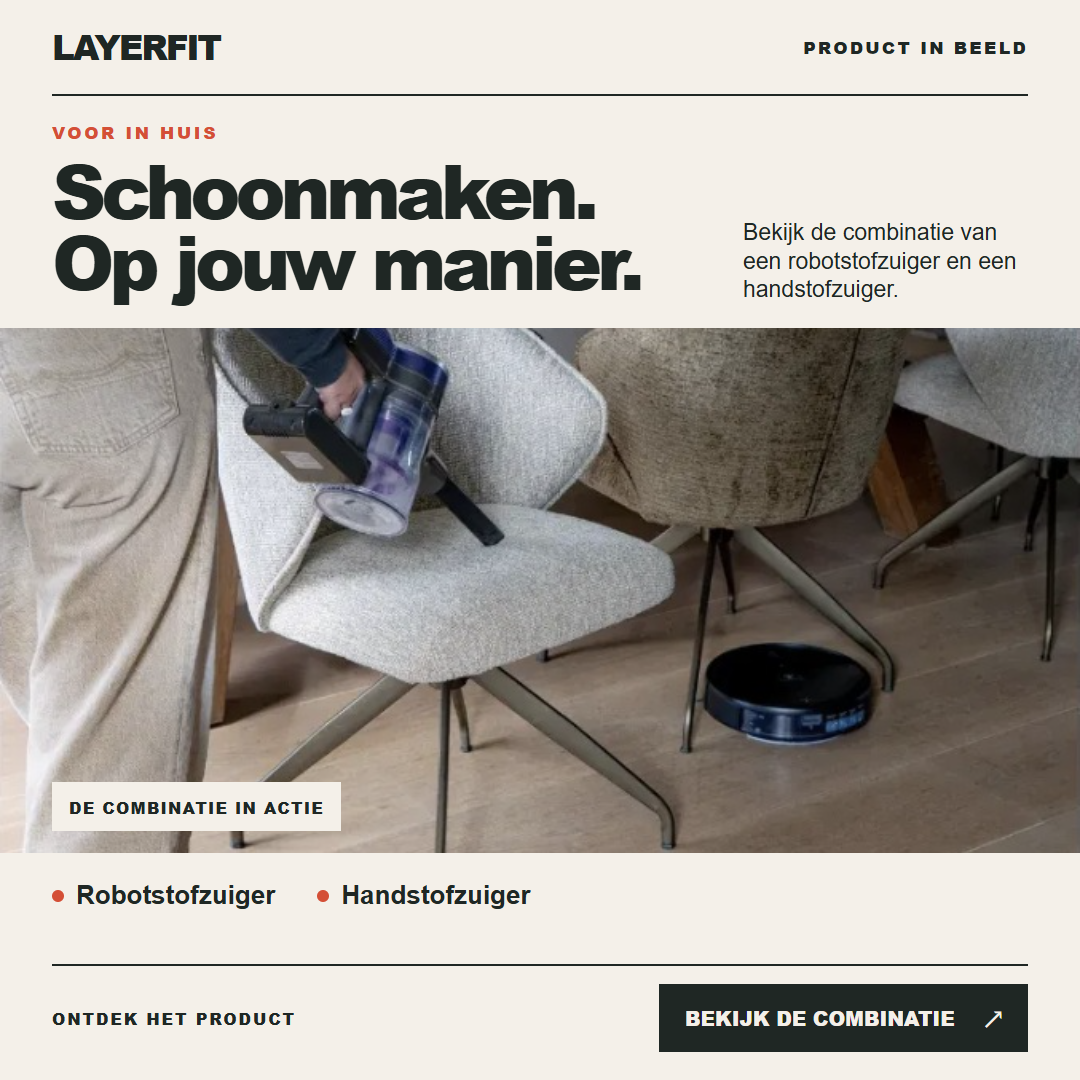 LAYERFIT
PRODUCT IN BEELD
VOOR IN HUIS
Schoonmaken.
Op jouw manier.
Bekijk de combinatie van
een robotstofzuiger en een
handstofzuiger.
DE COMBINATIE IN ACTIE
Robotstofzuiger
Handstofzuiger
ONTDEK HET PRODUCT
BEKIJK DE COMBINATIE ↗